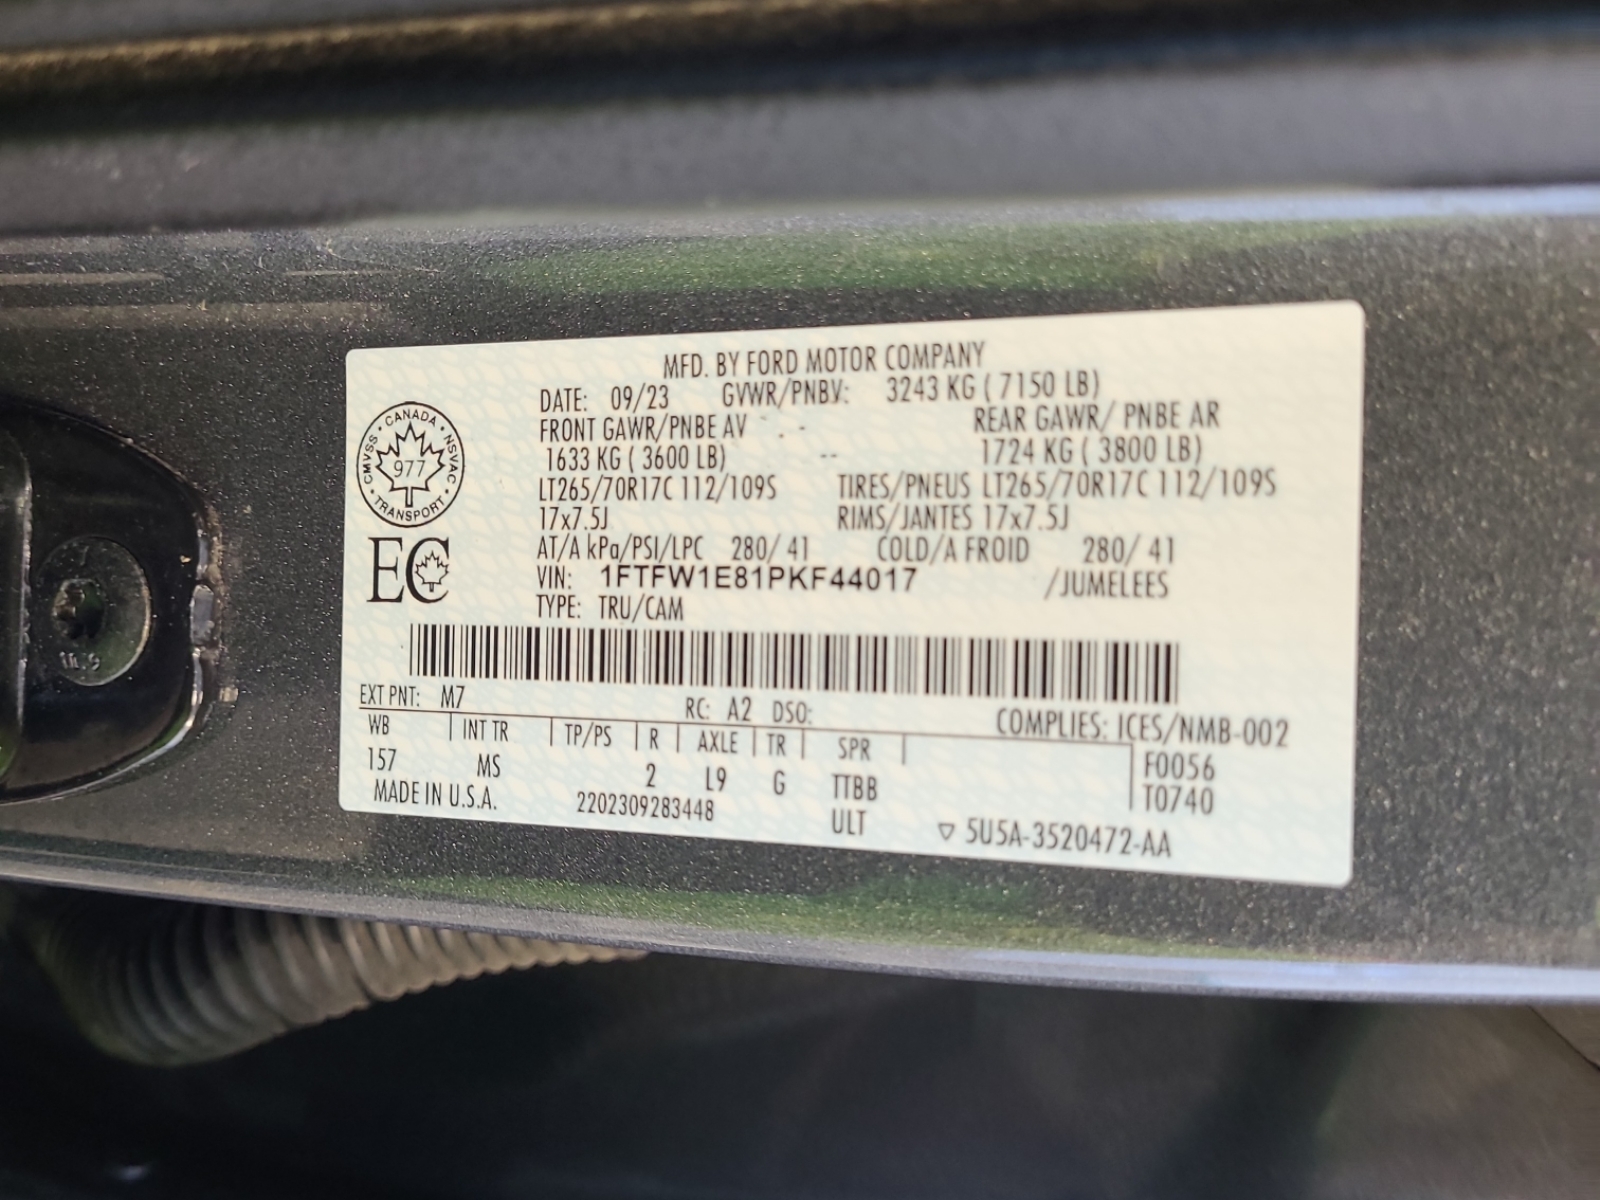 MFD. BY FORD MOTOR COMPANY
DATE: 09/23 GVWR/PNBV: 3243 KG ( 7150 LB)
FRONT GAWR/PNBE AV REAR GAWR/ PNBE AR
1633 KG ( 3600 LB) -- 1724 KG ( 3800 LB)
LT265/70R17C 112/109S TIRES/PNEUS LT265/70R17C 112/109S
17x7.5J RIMS/JANTES 17x7.5J
AT/A kPa/PSI/LPC 280/ 41 COLD/A FROID 280/ 41
VIN: 1FTFW1E81PKF44017 /JUMELEES
TYPE: TRU/CAM
CANADA
CMVSS 977 NSVAC
TRANSPORT
EC
EXT PNT: M7 RC: A2 DSO: COMPLIES: ICES/NMB-002
WB | INT TR | TP/PS | R | AXLE | TR | SPR | F0056
157 MS 2 L9 G TTBB T0740
MADE IN U.S.A. 2202309283448 ULT ▽ 5U5A-3520472-AA
11.9